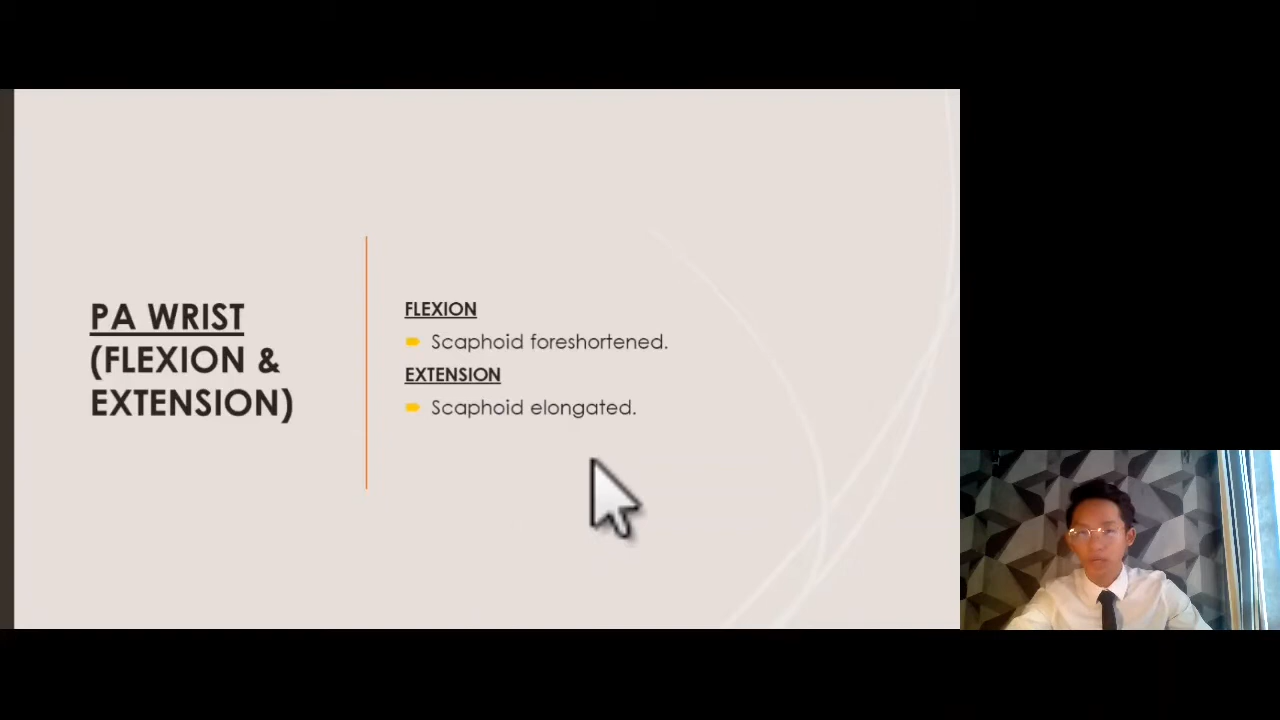 PA WRIST
(FLEXION &
EXTENSION)
FLEXION
Scaphoid foreshortened.
EXTENSION
Scaphoid elongated.